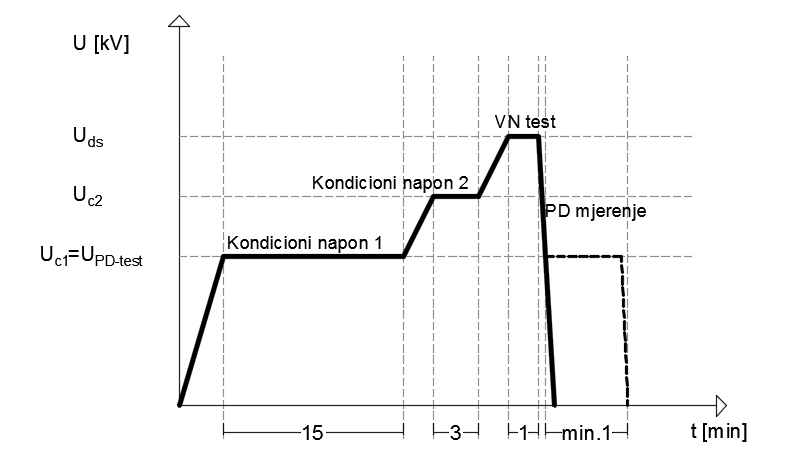 U [kV]
VN test
Uds
Kondicioni napon 2
Uc2
PD mjerenje
Kondicioni napon 1
Uc1=UPD-test
15
3
1
min.1
t [min]